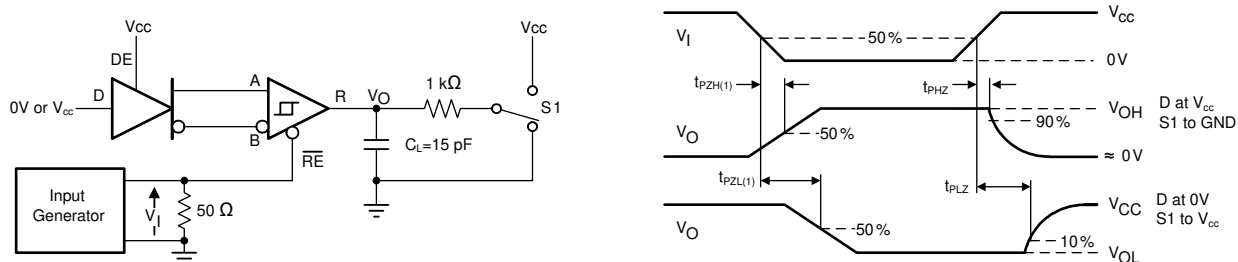 Vcc
DE
D
0V or Vcc
A
B
R
VO
1 kΩ
Vcc
S1
CL=15 pF
RE
Input
Generator
VI
50 Ω
VI
50%
Vcc
0V
tPZH(1)
tPHZ
VO
50%
90%
VOH
≈ 0V
D at Vcc
S1 to GND
tPZL(1)
tPLZ
VO
50%
10%
VCC
VOL
D at 0V
S1 to Vcc